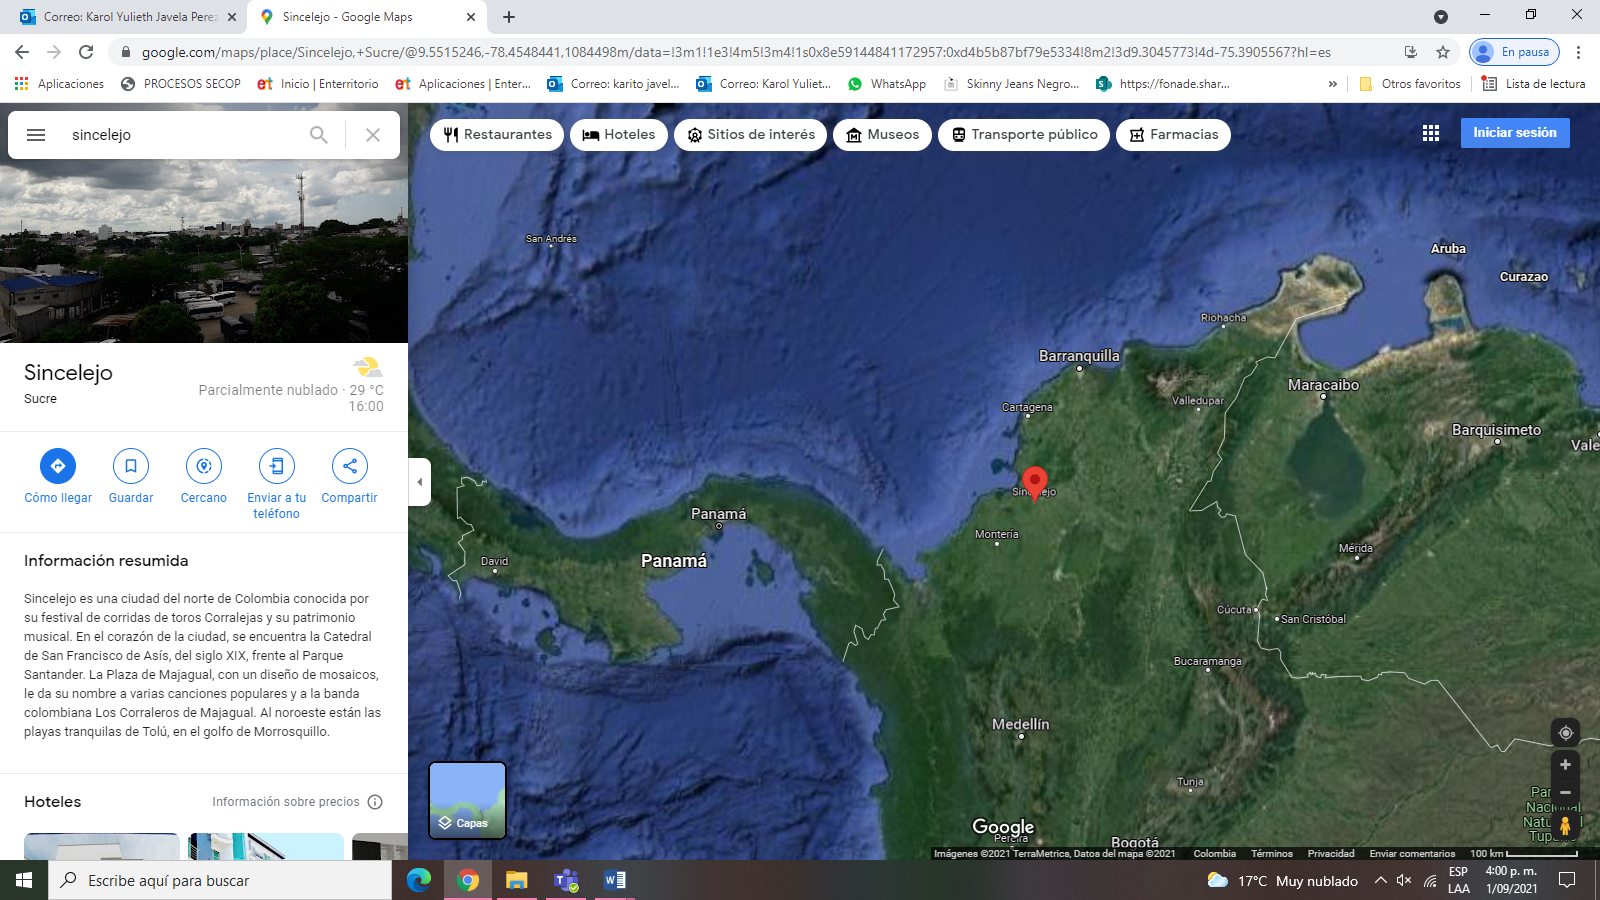 Correo: Karol Yulieth Javela Perez
Sincelejo - Google Maps
google.com/maps/place/Sincelejo,+Sucre/@9.5515246,-78.4548441,1084498m/data=!3m1!1e3!4m5!3m4!1s0x8e59144841172957:0xd4b5b87bf79e5334!8m2!3d9.3045773!4d-75.3905567?hl=es
En pausa
Aplicaciones
PROCESOS SECOP
Inicio | Enterritorio
Aplicaciones | Enter...
Correo: karito javel...
Correo: Karol Yuliet...
WhatsApp
Skinny Jeans Negro...
https://fonade.shar...
Otros favoritos
Lista de lectura
sincelejo
Restaurantes
Hoteles
Sitios de interés
Museos
Transporte público
Farmacias
Iniciar sesión
Sincelejo
Sucre
Parcialmente nublado · 29 °C
16:00
Cómo llegar
Guardar
Cercano
Enviar a tu
teléfono
Compartir
Información resumida
Sincelejo es una ciudad del norte de Colombia conocida por
su festival de corridas de toros Corralejas y su patrimonio
musical. En el corazón de la ciudad, se encuentra la Catedral
de San Francisco de Asís, del siglo XIX, frente al Parque
Santander. La Plaza de Majagual, con un diseño de mosaicos,
le da su nombre a varias canciones populares y a la banda
colombiana Los Corraleros de Majagual. Al noroeste están las
playas tranquilas de Tolú, en el golfo de Morrosquillo.
Hoteles
Información sobre precios
San Andrés
Aruba
Curazao
Riohacha
Barranquilla
Maracaibo
Cartagena
Valledupar
Barquisimeto
Vale
Sincelejo
Panamá
Montería
David
Panamá
Mérida
Cúcuta
San Cristóbal
Bucaramanga
Medellín
Tunja
Pereira
Bogotá
Capas
Google
Imágenes ©2021 TerraMetrics, Datos del mapa ©2021
Colombia
Términos
Privacidad
Enviar comentarios
100 km
Escribe aquí para buscar
17°C Muy nublado
ESP
LAA
4:00 p. m.
1/09/2021